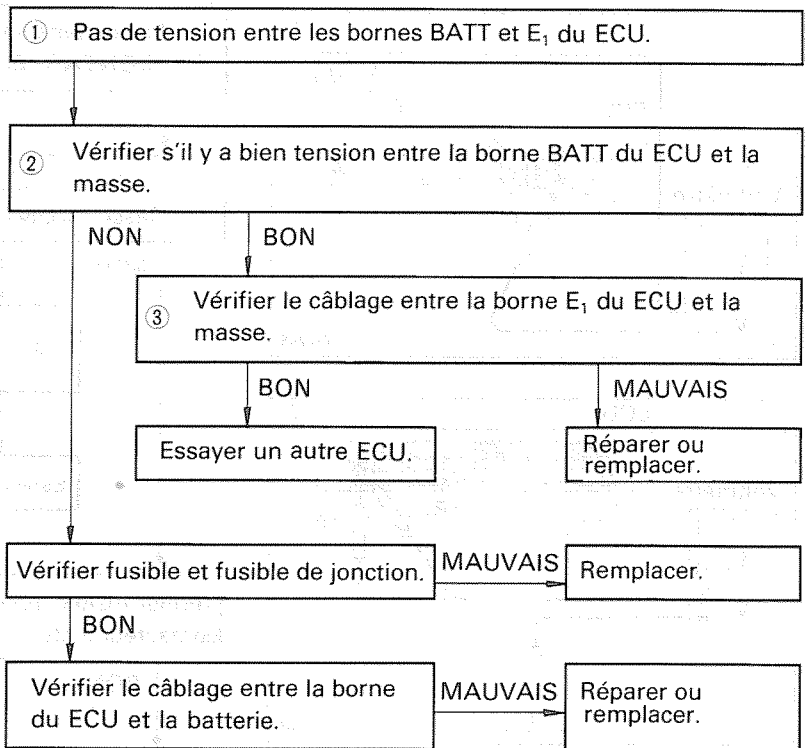 ① Pas de tension entre les bornes BATT et E₁ du ECU.
② Vérifier s'il y a bien tension entre la borne BATT du ECU et la
masse.
NON
BON
③ Vérifier le câblage entre la borne E₁ du ECU et la
masse.
BON
MAUVAIS
Essayer un autre ECU.
Réparer ou
remplacer.
Vérifier fusible et fusible de jonction.
MAUVAIS
Remplacer.
BON
Vérifier le câblage entre la borne
du ECU et la batterie.
MAUVAIS
Réparer ou
remplacer.